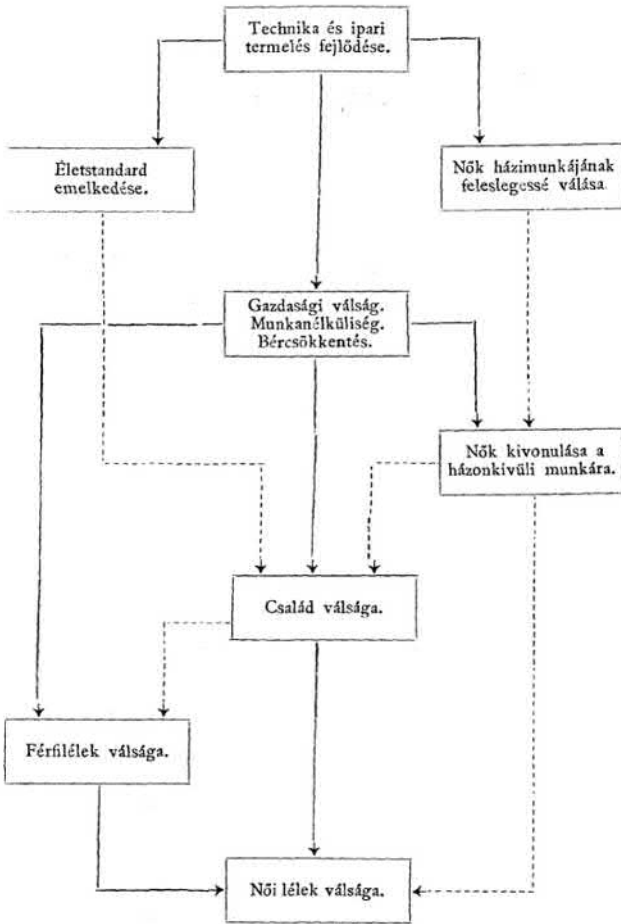 Technika és ipari
termelés fejlődése.
Életstandard
emelkedése.
Nők házimunkájának
feleslegessé válása
Gazdasági válság.
Munkanélküliség.
Bércsökkentés.
Nők kivonulása a
házonkivüli munkára.
Család válsága.
Férfilélek válsága.
Női lélek válsága.